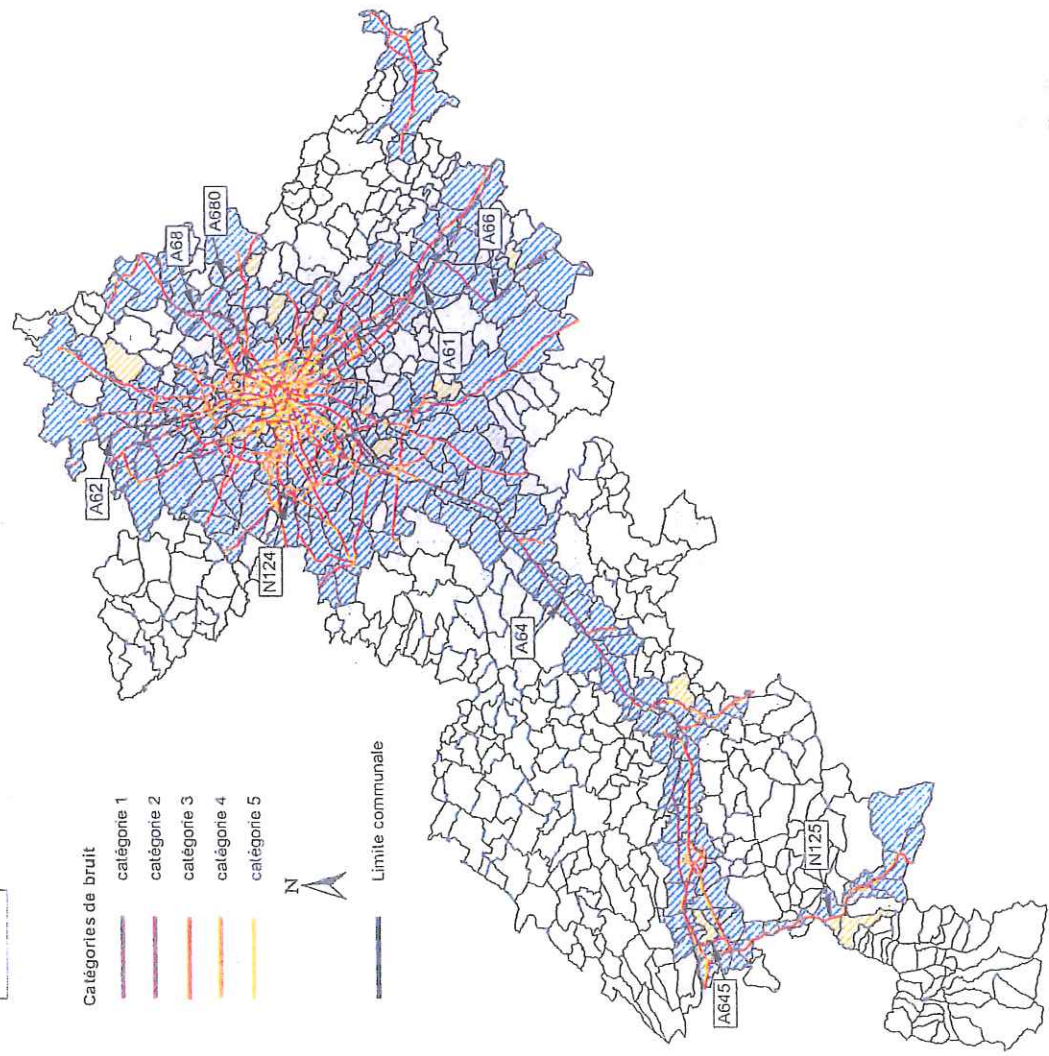 Catégories de bruit
catégorie 1
catégorie 2
catégorie 3
catégorie 4
catégorie 5
N
Limite communale
A62
A68
A680
N124
A66
A61
A64
N125
A645